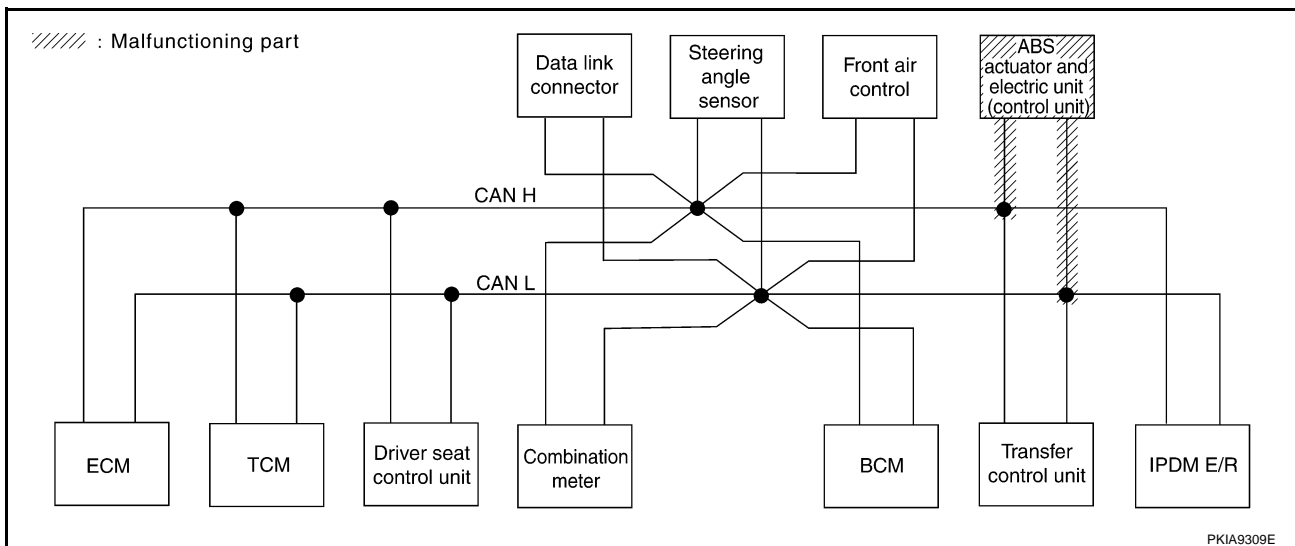 : Malfunctioning part
Data link
connector
Steering
angle
sensor
Front air
control
ABS
actuator and
electric unit
(control unit)
CAN H
CAN L
ECM
TCM
Driver seat
control unit
Combination
meter
BCM
Transfer
control unit
IPDM E/R
PKIA9309E